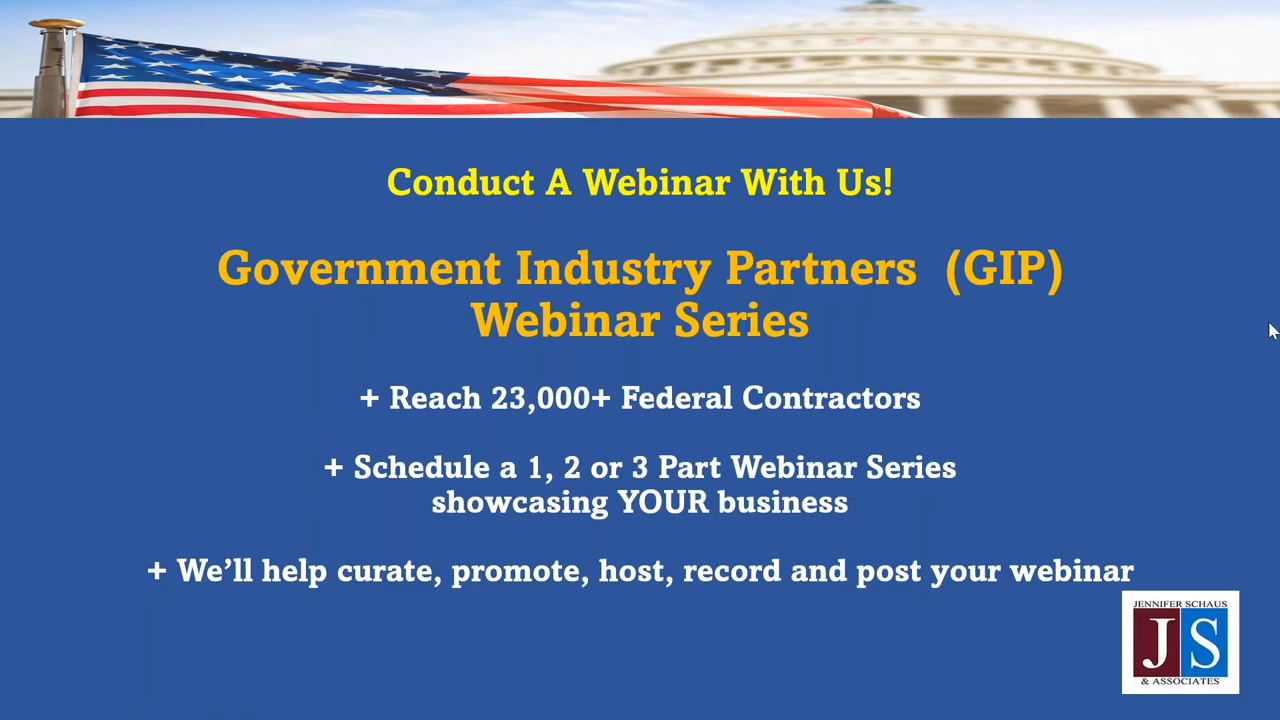 Conduct A Webinar With Us!
Government Industry Partners (GIP)
Webinar Series
+ Reach 23,000+ Federal Contractors
+ Schedule a 1, 2 or 3 Part Webinar Series
showcasing YOUR business
+ We’ll help curate, promote, host, record and post your webinar
JENNIFER SCHAUS
JS
& ASSOCIATES